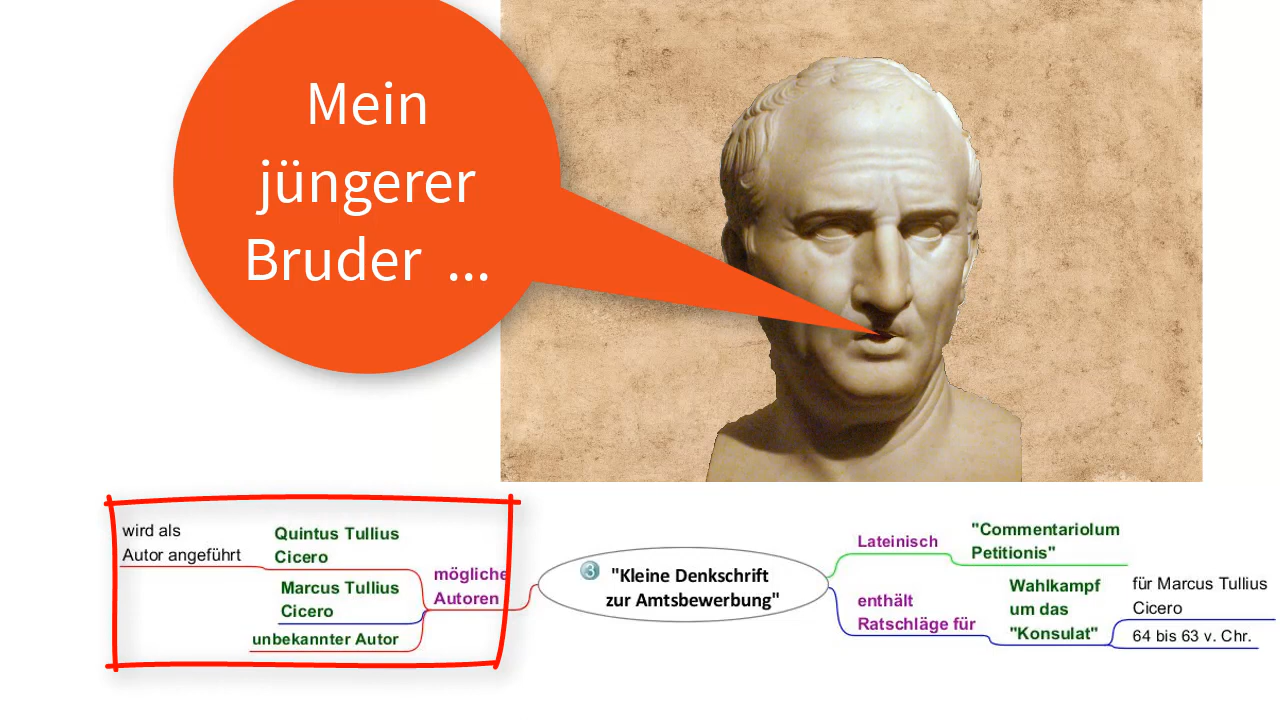 Mein
jüngerer
Bruder ...
wird als
Autor angeführt
Quintus Tullius
Cicero
Marcus Tullius
Cicero
unbekannter Autor
mögliche
Autoren
3
"Kleine Denkschrift
zur Amtsbewerbung"
Lateinisch
"Commentariolum
Petitionis"
enthält
Ratschläge für
Wahlkampf
um das
"Konsulat"
für Marcus Tullius
Cicero
64 bis 63 v. Chr.